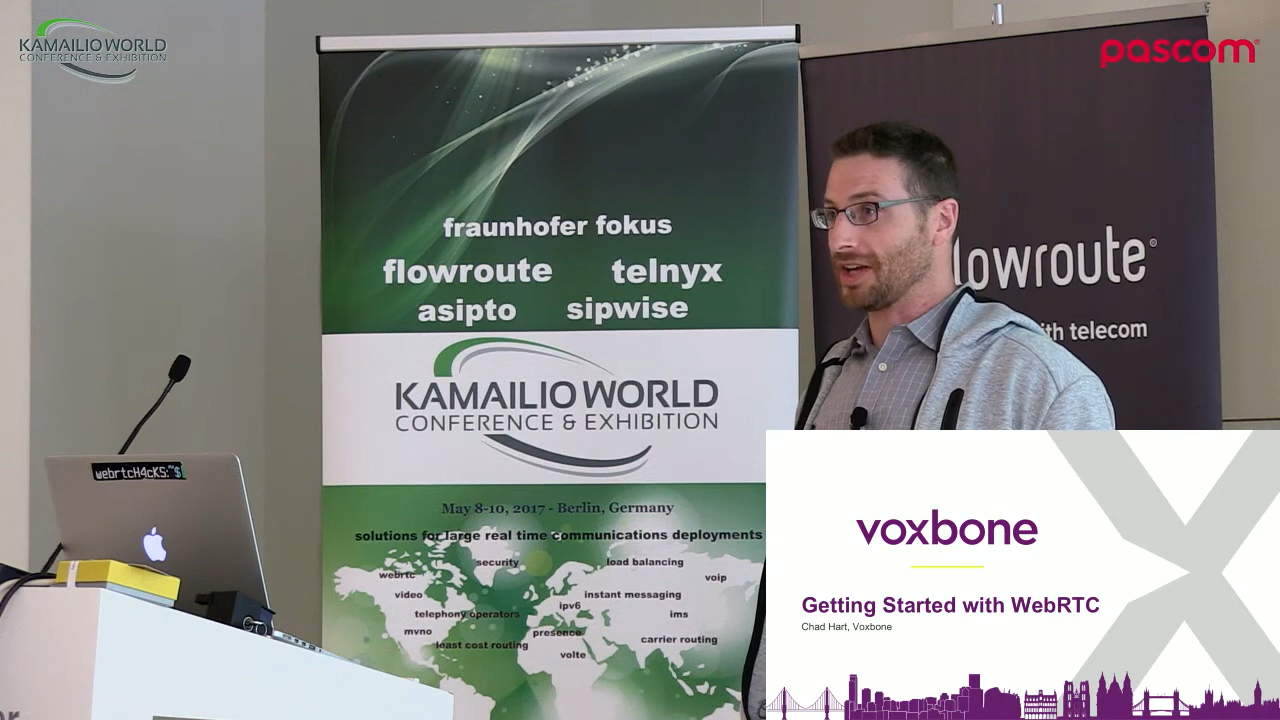 KAMAILIO WORLD
CONFERENCE & EXHIBITION
pascom
fraunhofer fokus
flowroute telnyx
asipto sipwise
KAMAILIO WORLD
CONFERENCE & EXHIBITION
May 8-10, 2017 - Berlin, Germany
solutions for large real time communications deployments
security load balancing
webrtc voip
video instant messaging
ipv6
telephony operators ims
mvno presence carrier routing
least cost routing
volte
lowroute
th telecom
webrtcH4cKS:~$
voxbone
Getting Started with WebRTC
Chad Hart, Voxbone